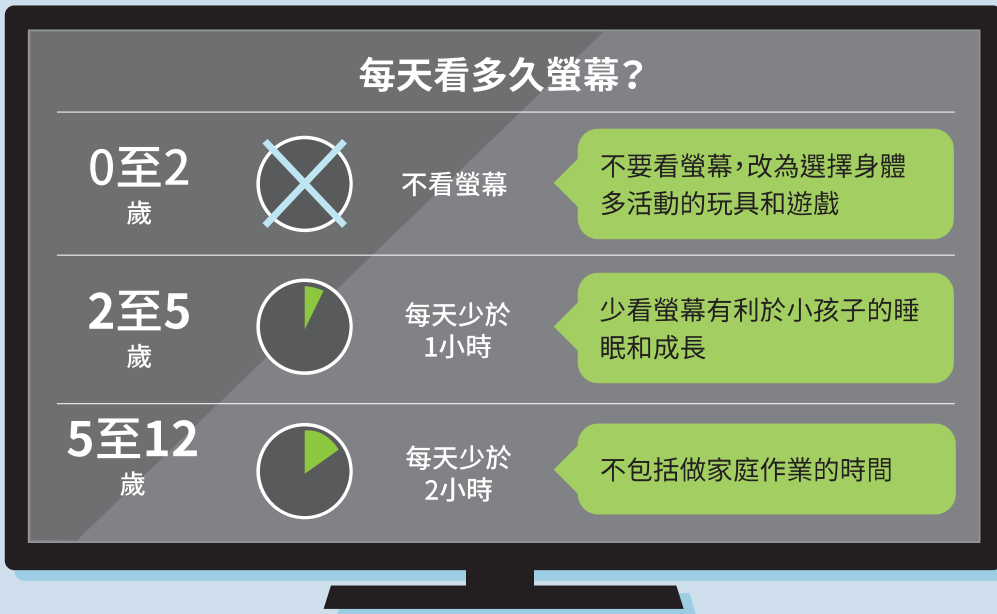 每天看多久螢幕？
0至2
歲
不看螢幕
不要看螢幕，改為選擇身體
多活動的玩具和遊戲
2至5
歲
每天少於
1小時
少看螢幕有利於小孩子的睡
眠和成長
5至12
歲
每天少於
2小時
不包括做家庭作業的時間